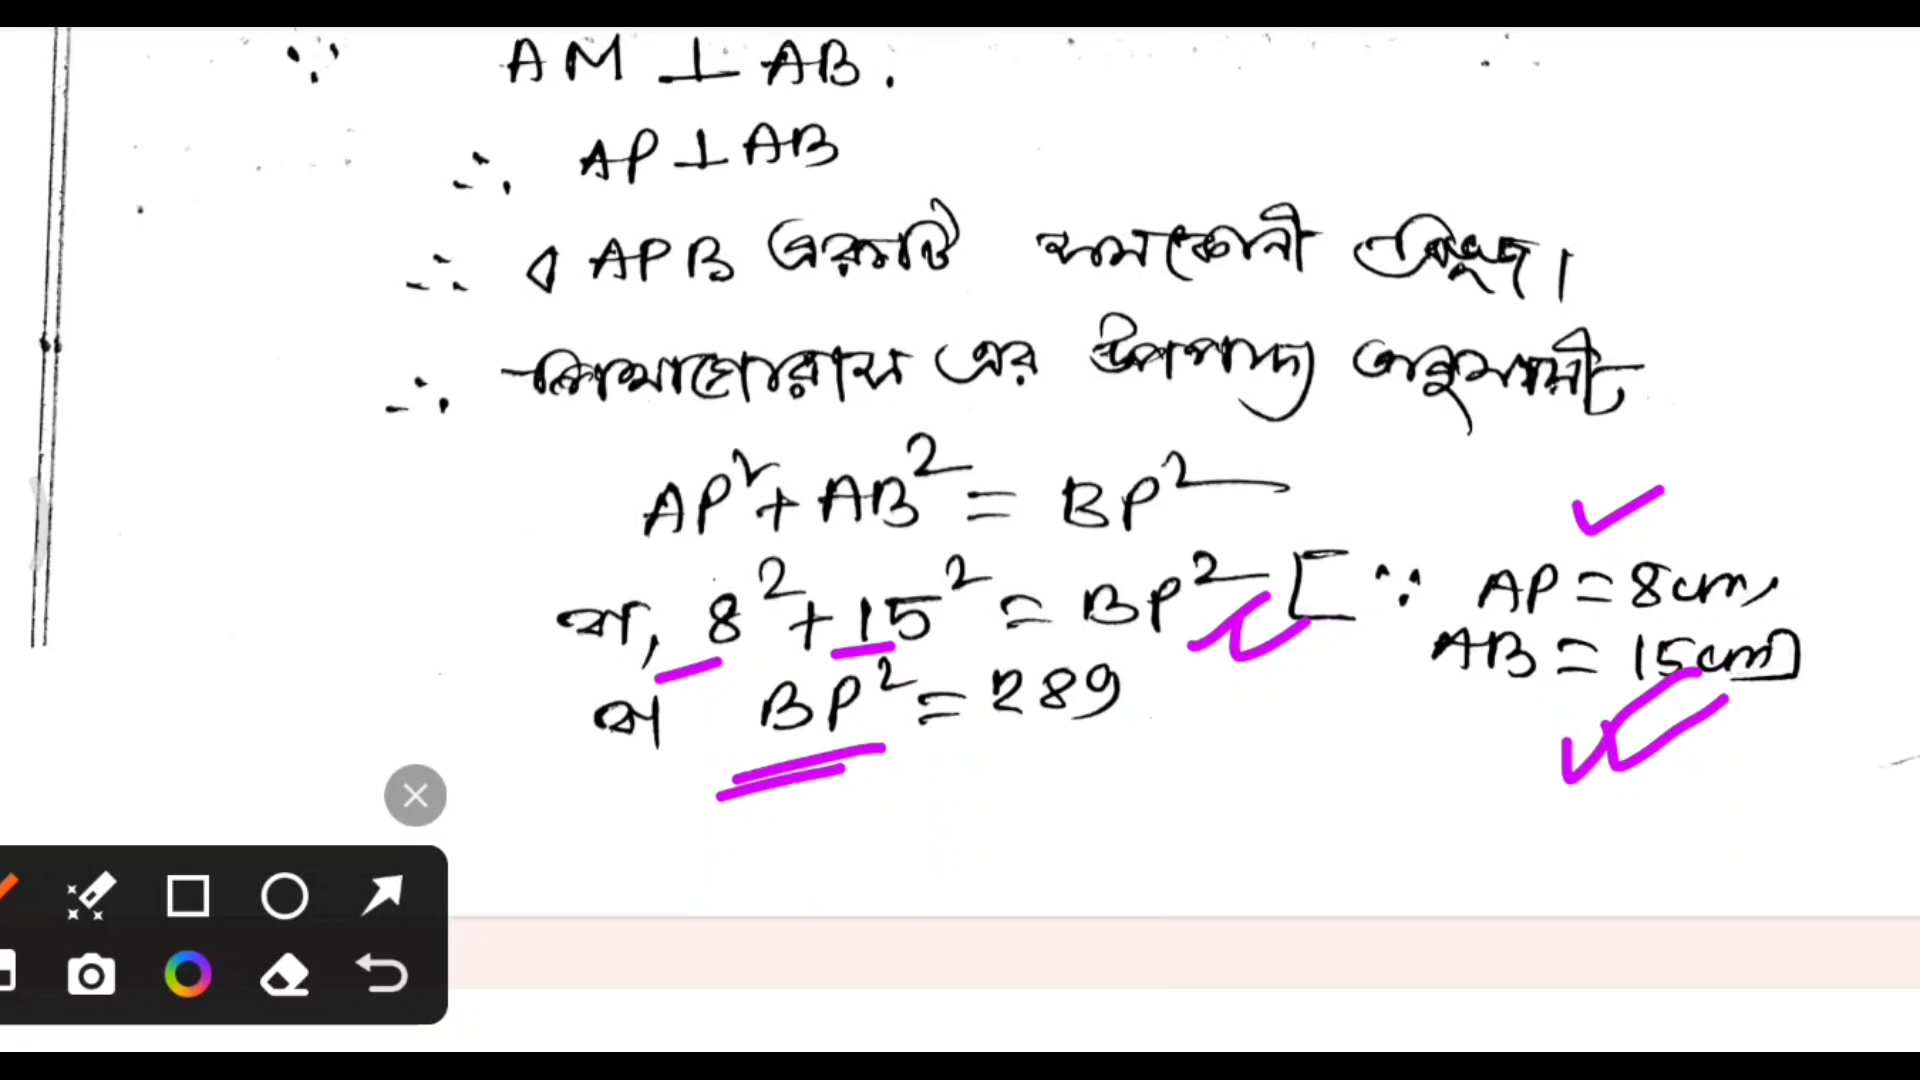 ∵ AM ⊥ AB.
∴ AP ⊥ AB
∴ △ APB একটি সমকোনী ত্রিভুজ।
∴ পিথাগোরাস এর উপপাদ্য অনুযায়ী
AP² + AB² = BP²
বা, 8² + 15² = BP² [ ∵ AP = 8cm,
AB = 15cm]
বা BP² = 289